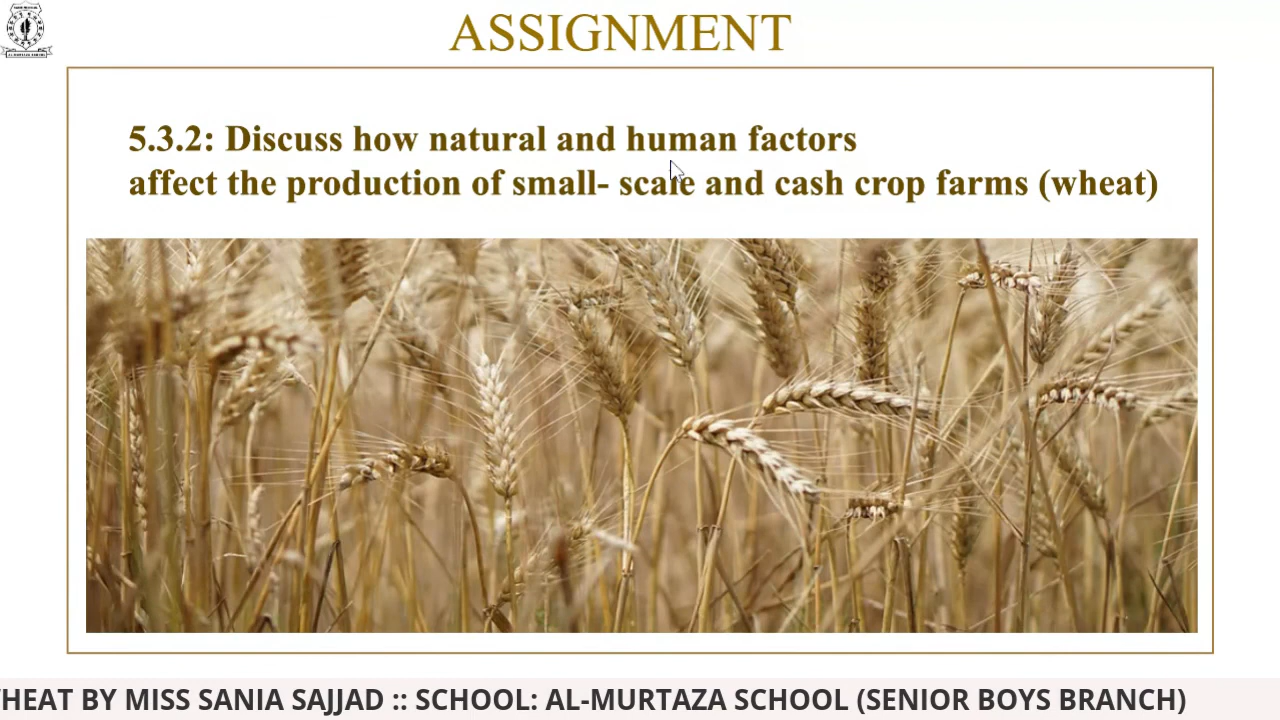 ASSIGNMENT
5.3.2: Discuss how natural and human factors
affect the production of small- scale and cash crop farms (wheat)
HEAT BY MISS SANIA SAJJAD :: SCHOOL: AL-MURTAZA SCHOOL (SENIOR BOYS BRANCH)